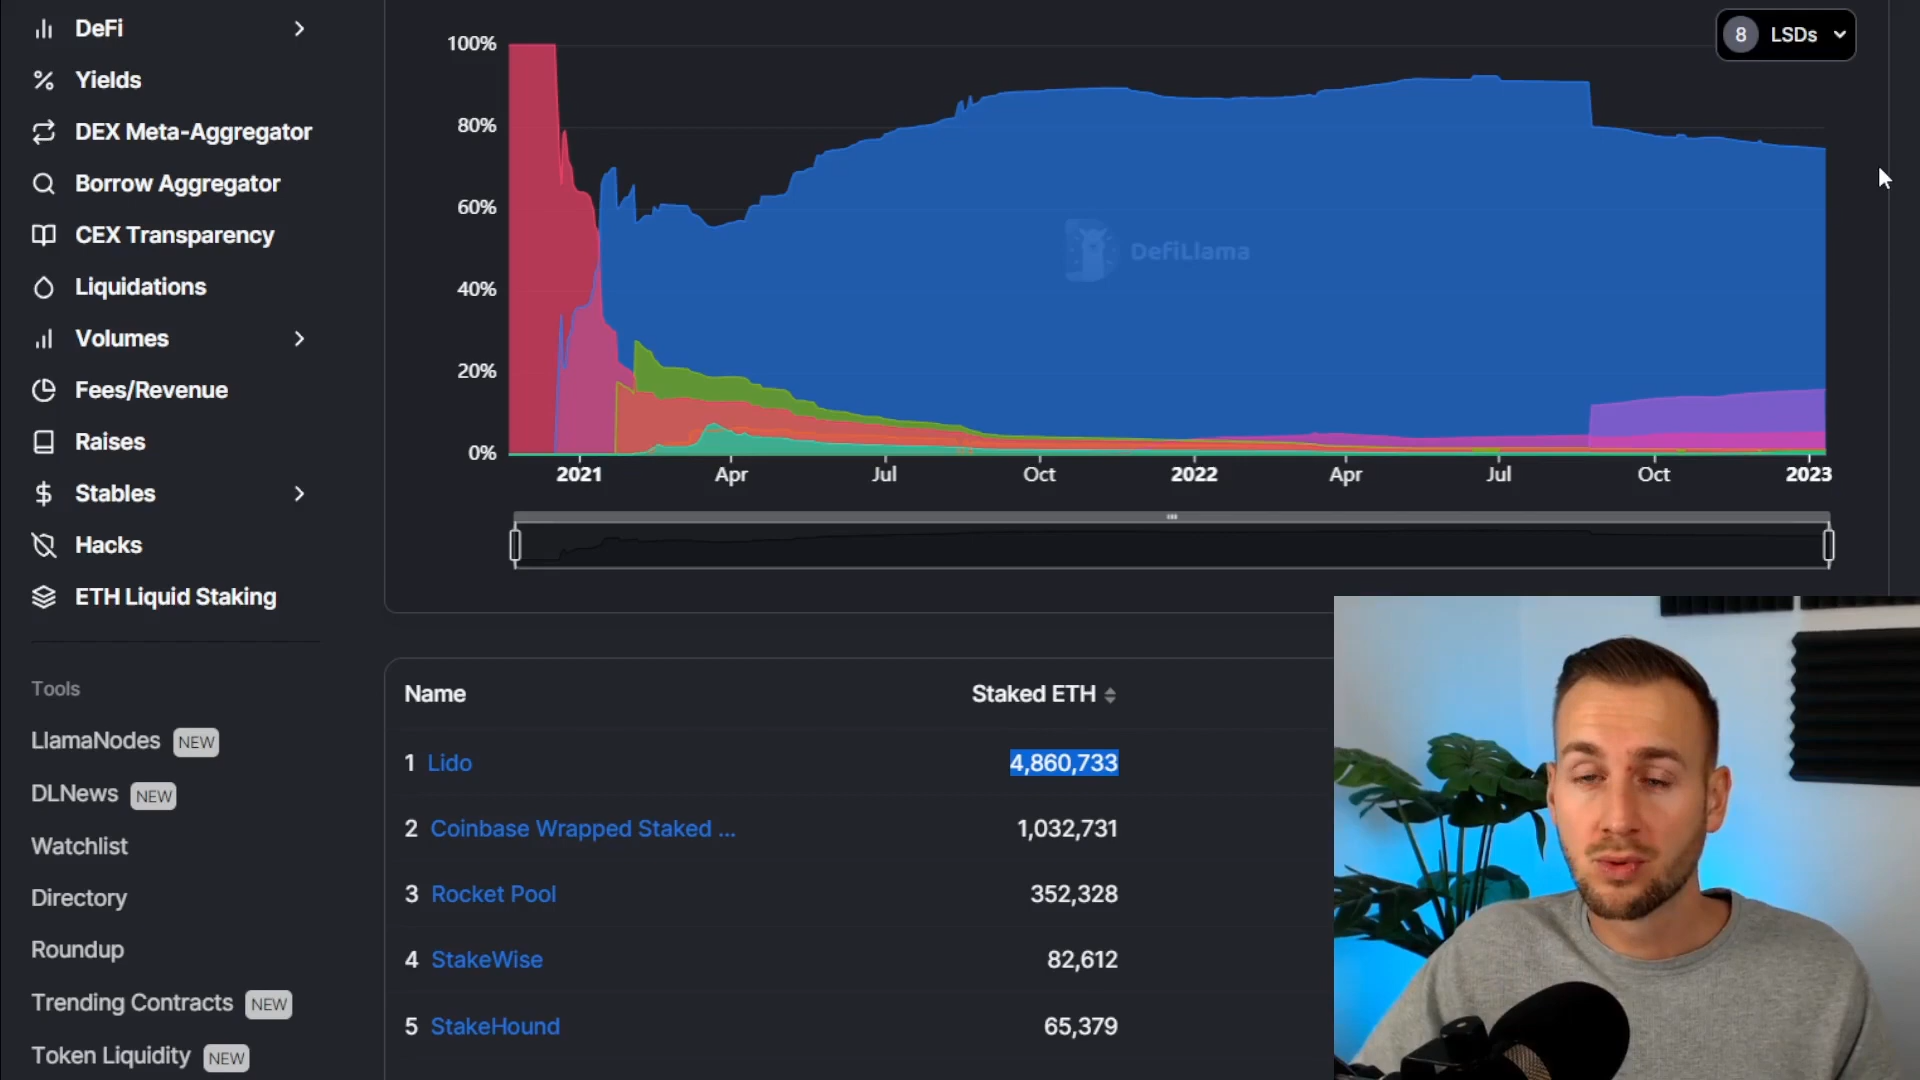 DeFi
Yields
DEX Meta-Aggregator
Borrow Aggregator
CEX Transparency
Liquidations
Volumes
Fees/Revenue
Raises
Stables
Hacks
ETH Liquid Staking
Tools
LlamaNodes NEW
DLNews NEW
Watchlist
Directory
Roundup
Trending Contracts NEW
Token Liquidity NEW
8 LSDs
100%
80%
60%
40%
20%
0%
DefiLlama
2021 Apr Jul Oct 2022 Apr Jul Oct 2023
Name Staked ETH
1 Lido 4,860,733
2 Coinbase Wrapped Staked ... 1,032,731
3 Rocket Pool 352,328
4 StakeWise 82,612
5 StakeHound 65,379